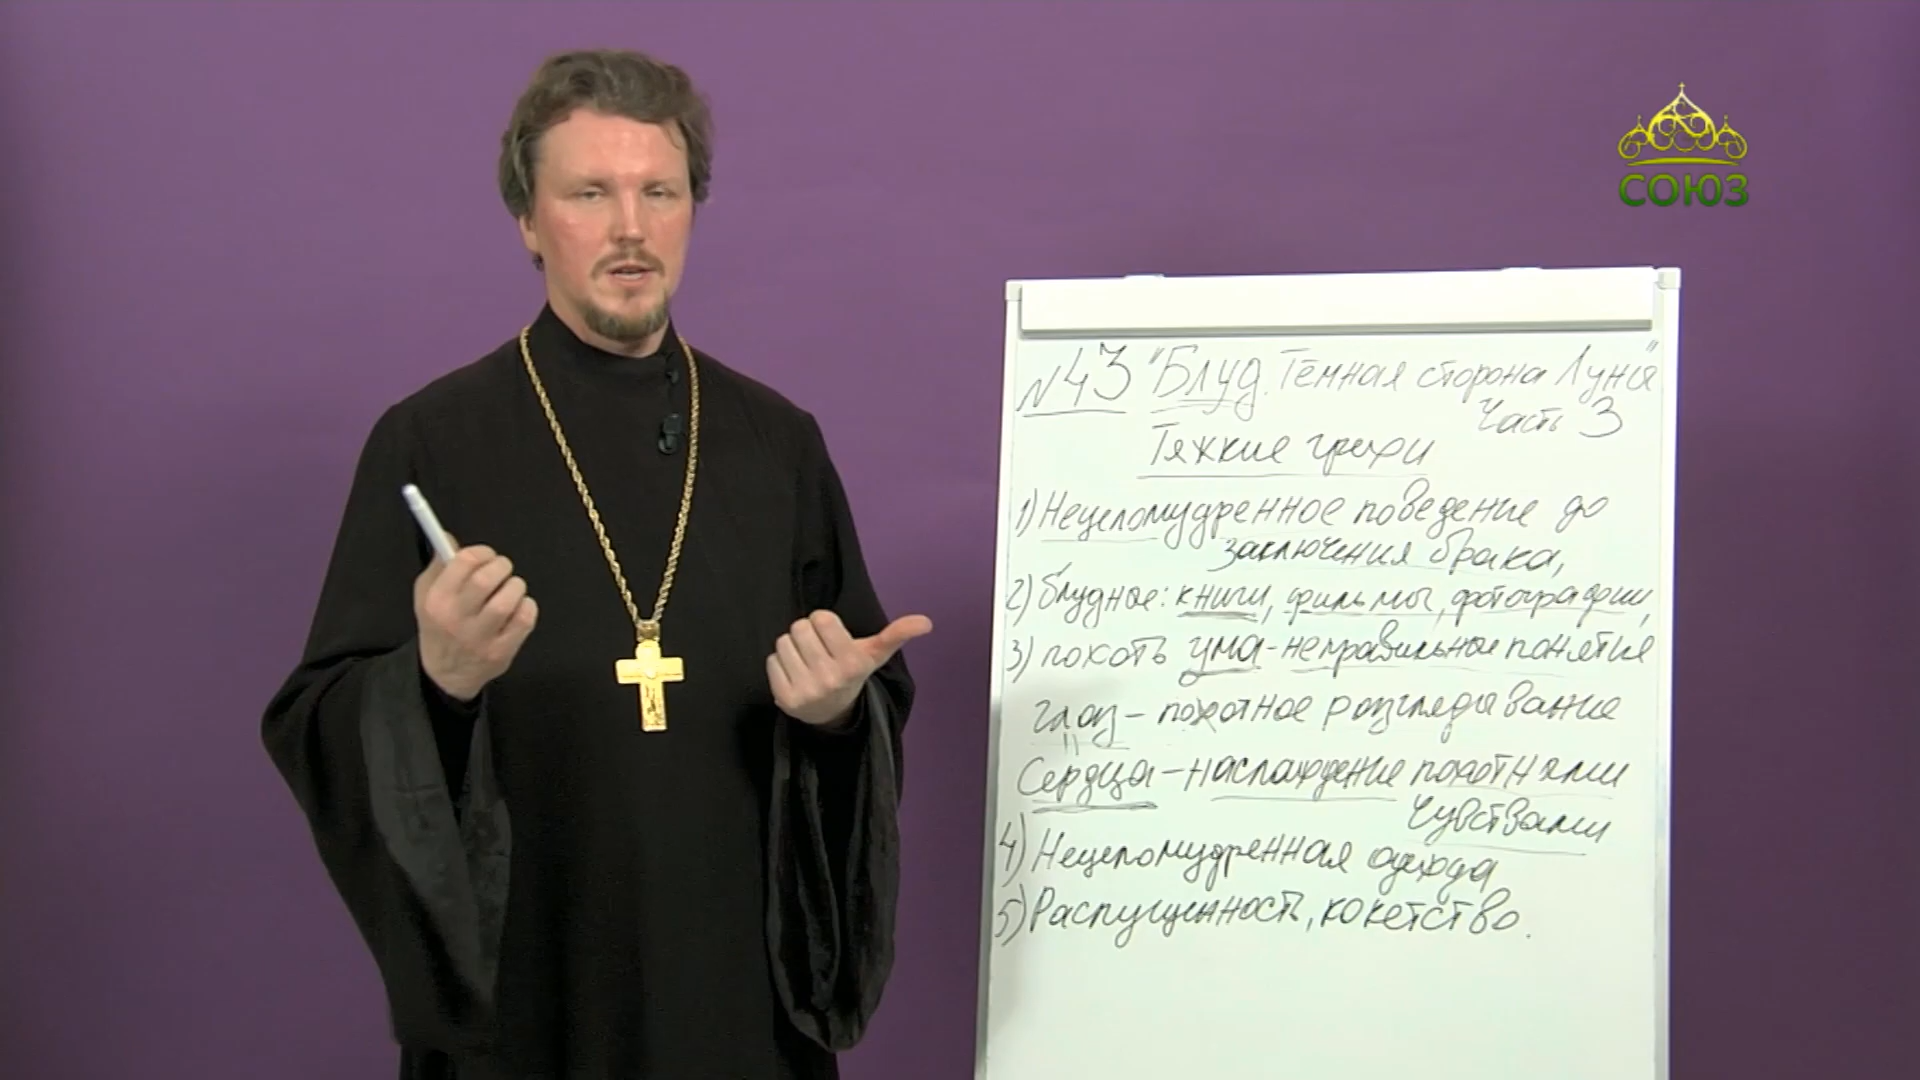 СОЮЗ
№43 "Блуд. Темная сторона Луны"
Часть 3
Тяжкие грехи
1) Нецеломудренное поведение до
заключения брака,
2) блудные: книги, фильмы, фотографии,
3) похоть ума - неправильные понятия
глаз - похотное разглядывание
Сердца - наслаждение похотными
чувствами
4) Нецеломудренная одежда
5) Распущенность, кокетство.